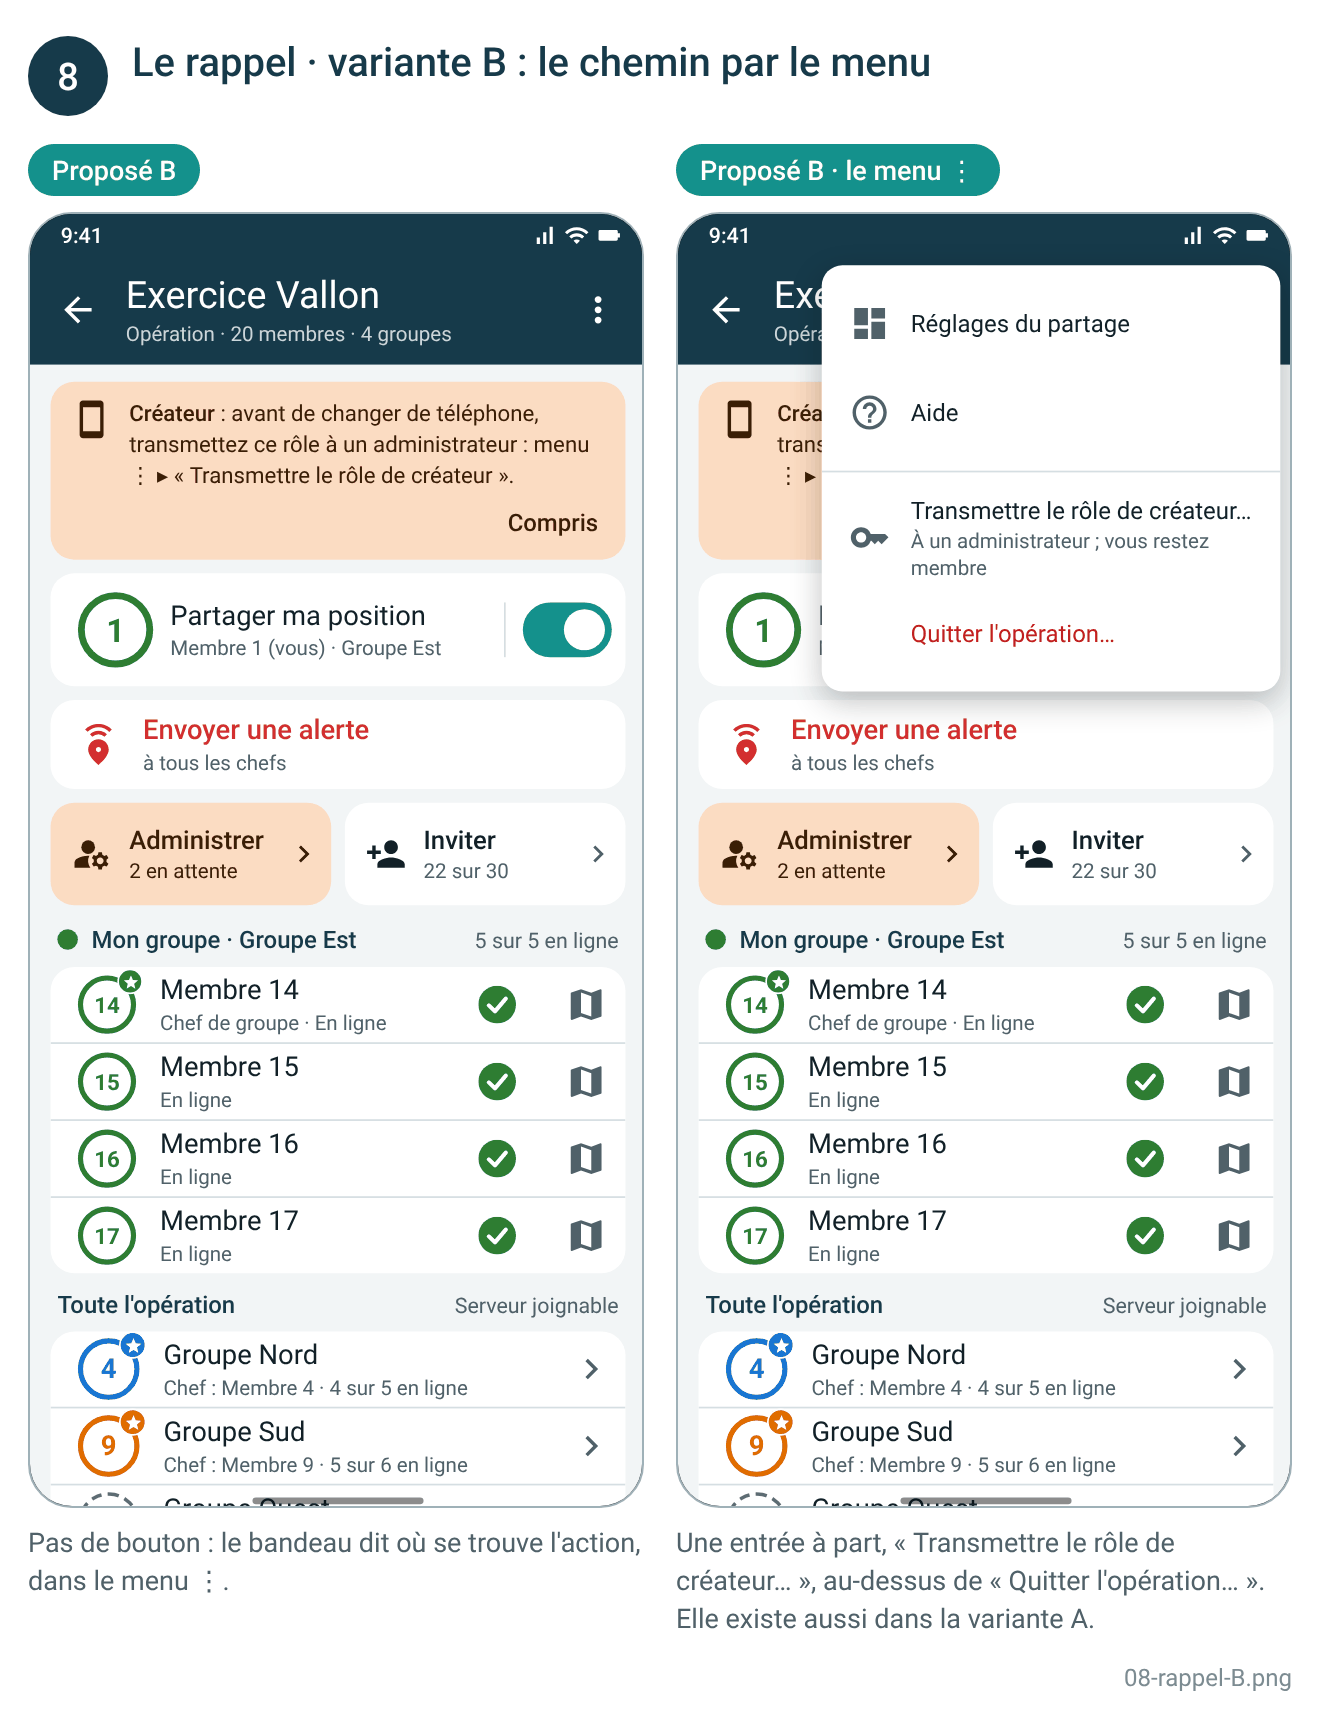 8
Le rappel · variante B : le chemin par le menu
Proposé B
9:41
Exercice Vallon
Opération · 20 membres · 4 groupes
Créateur : avant de changer de téléphone,
transmettez ce rôle à un administrateur : menu
⋮ ▸ « Transmettre le rôle de créateur ».
Compris
1
Partager ma position
Membre 1 (vous) · Groupe Est
Envoyer une alerte
à tous les chefs
Administrer
2 en attente
Inviter
22 sur 30
Mon groupe · Groupe Est
5 sur 5 en ligne
14
Membre 14
Chef de groupe · En ligne
15
Membre 15
En ligne
16
Membre 16
En ligne
17
Membre 17
En ligne
Toute l'opération
Serveur joignable
4
Groupe Nord
Chef : Membre 4 · 4 sur 5 en ligne
9
Groupe Sud
Chef : Membre 9 · 5 sur 6 en ligne
Groupe Ouest
Pas de bouton : le bandeau dit où se trouve l'action,
dans le menu ⋮ .
Proposé B · le menu ⋮
9:41
Exe
Opéra
Réglages du partage
Aide
Transmettre le rôle de créateur…
À un administrateur ; vous restez
membre
Quitter l'opération…
Créa
trans
⋮ ▸
1
Envoyer une alerte
à tous les chefs
Administrer
2 en attente
Inviter
22 sur 30
Mon groupe · Groupe Est
5 sur 5 en ligne
14
Membre 14
Chef de groupe · En ligne
15
Membre 15
En ligne
16
Membre 16
En ligne
17
Membre 17
En ligne
Toute l'opération
Serveur joignable
4
Groupe Nord
Chef : Membre 4 · 4 sur 5 en ligne
9
Groupe Sud
Chef : Membre 9 · 5 sur 6 en ligne
Groupe Ouest
Une entrée à part, « Transmettre le rôle de
créateur… », au-dessus de « Quitter l'opération… ».
Elle existe aussi dans la variante A.
08-rappel-B.png